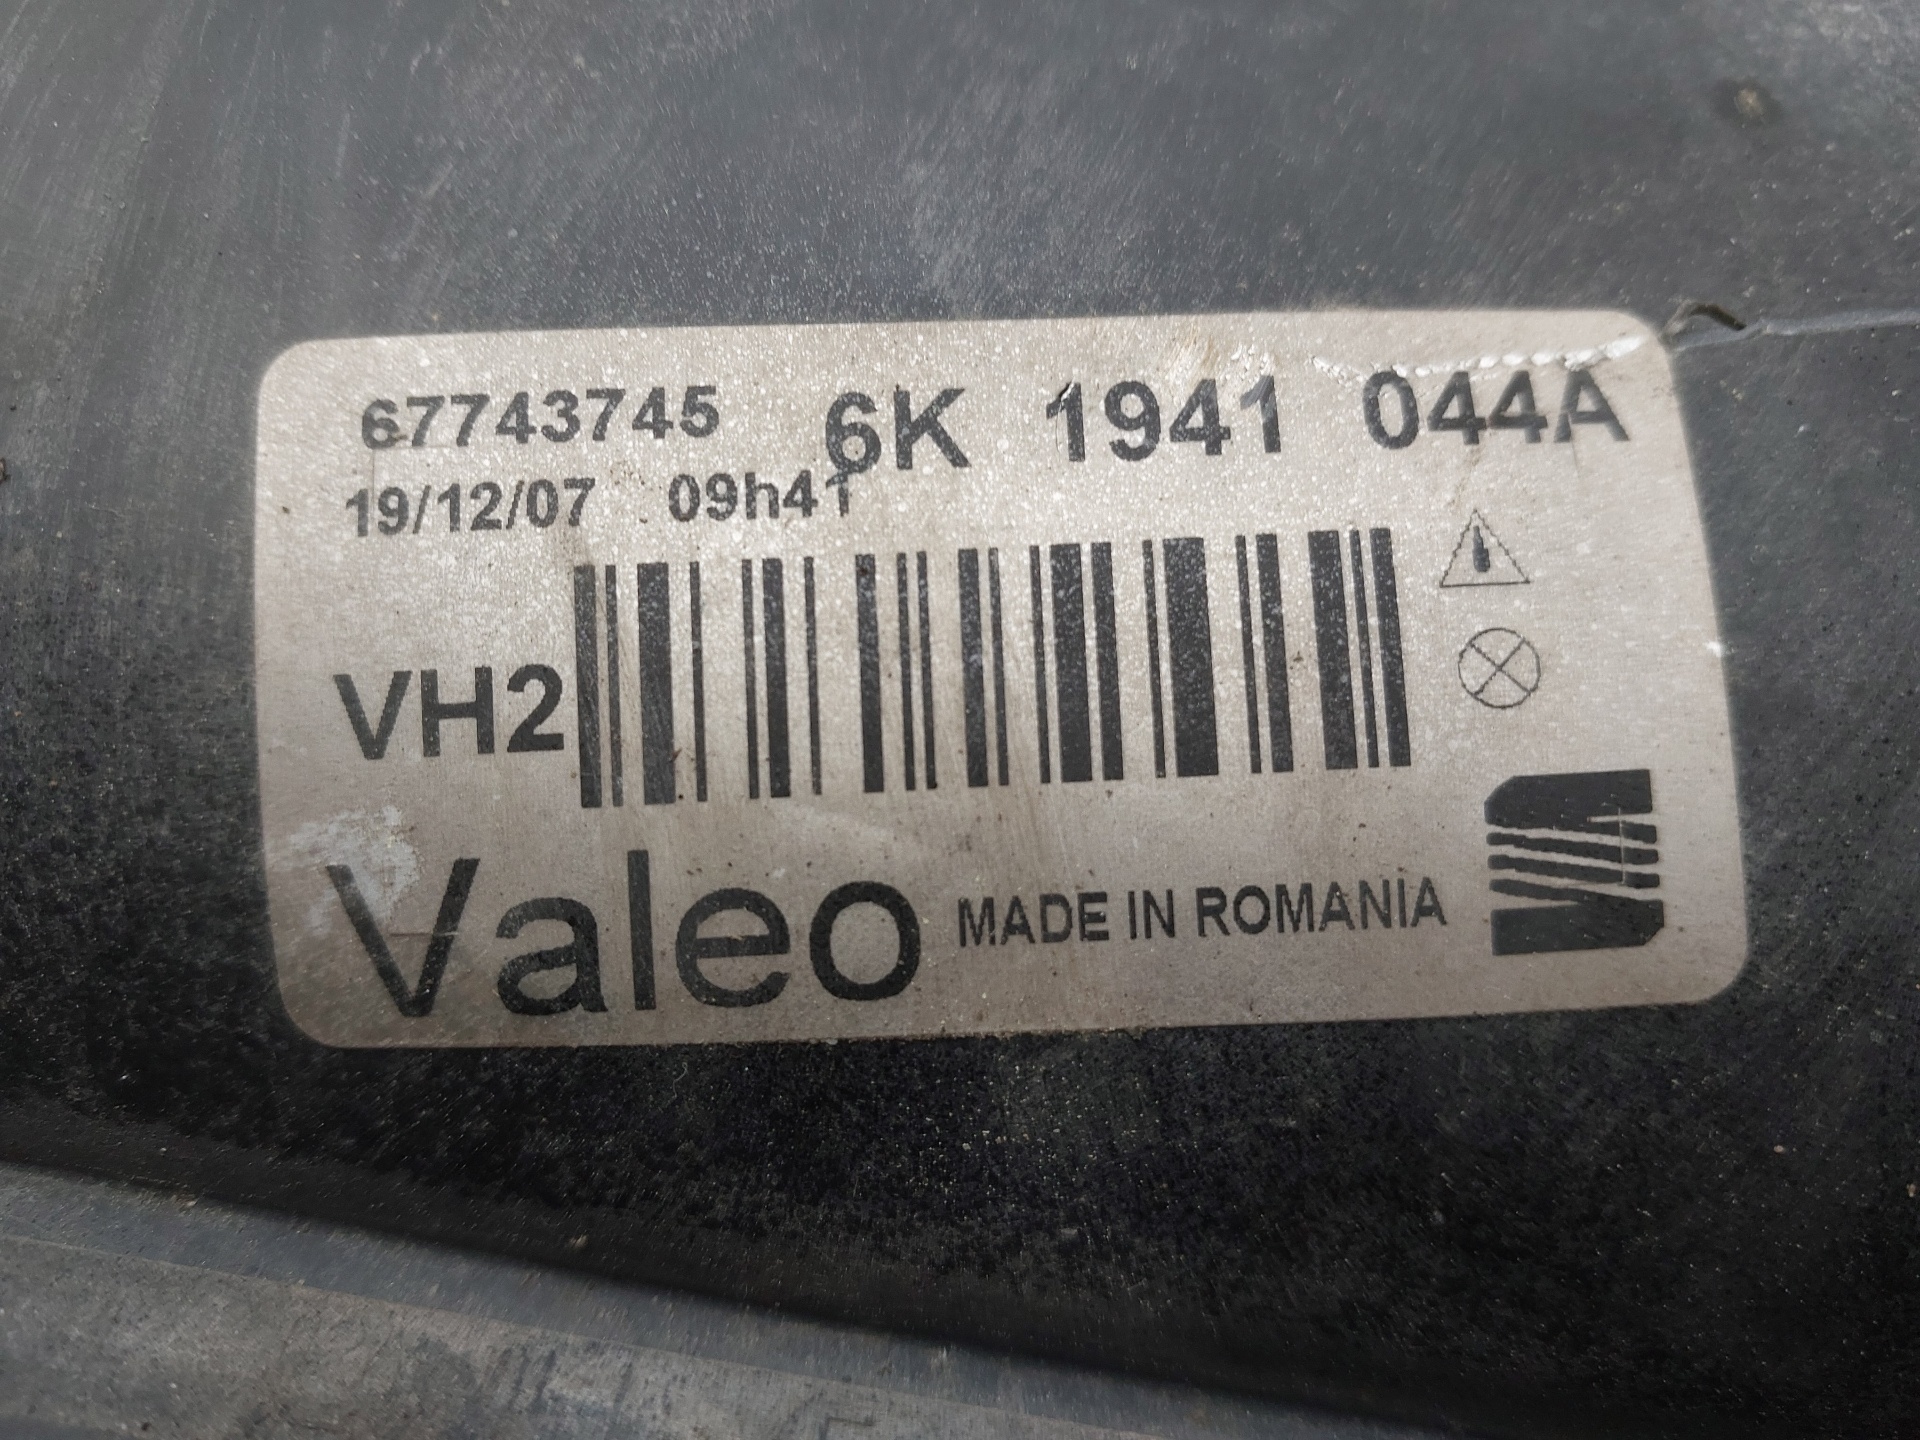 67743745 6K 1941 044A
19/12/07 09h41
VH2
Valeo MADE IN ROMANIA